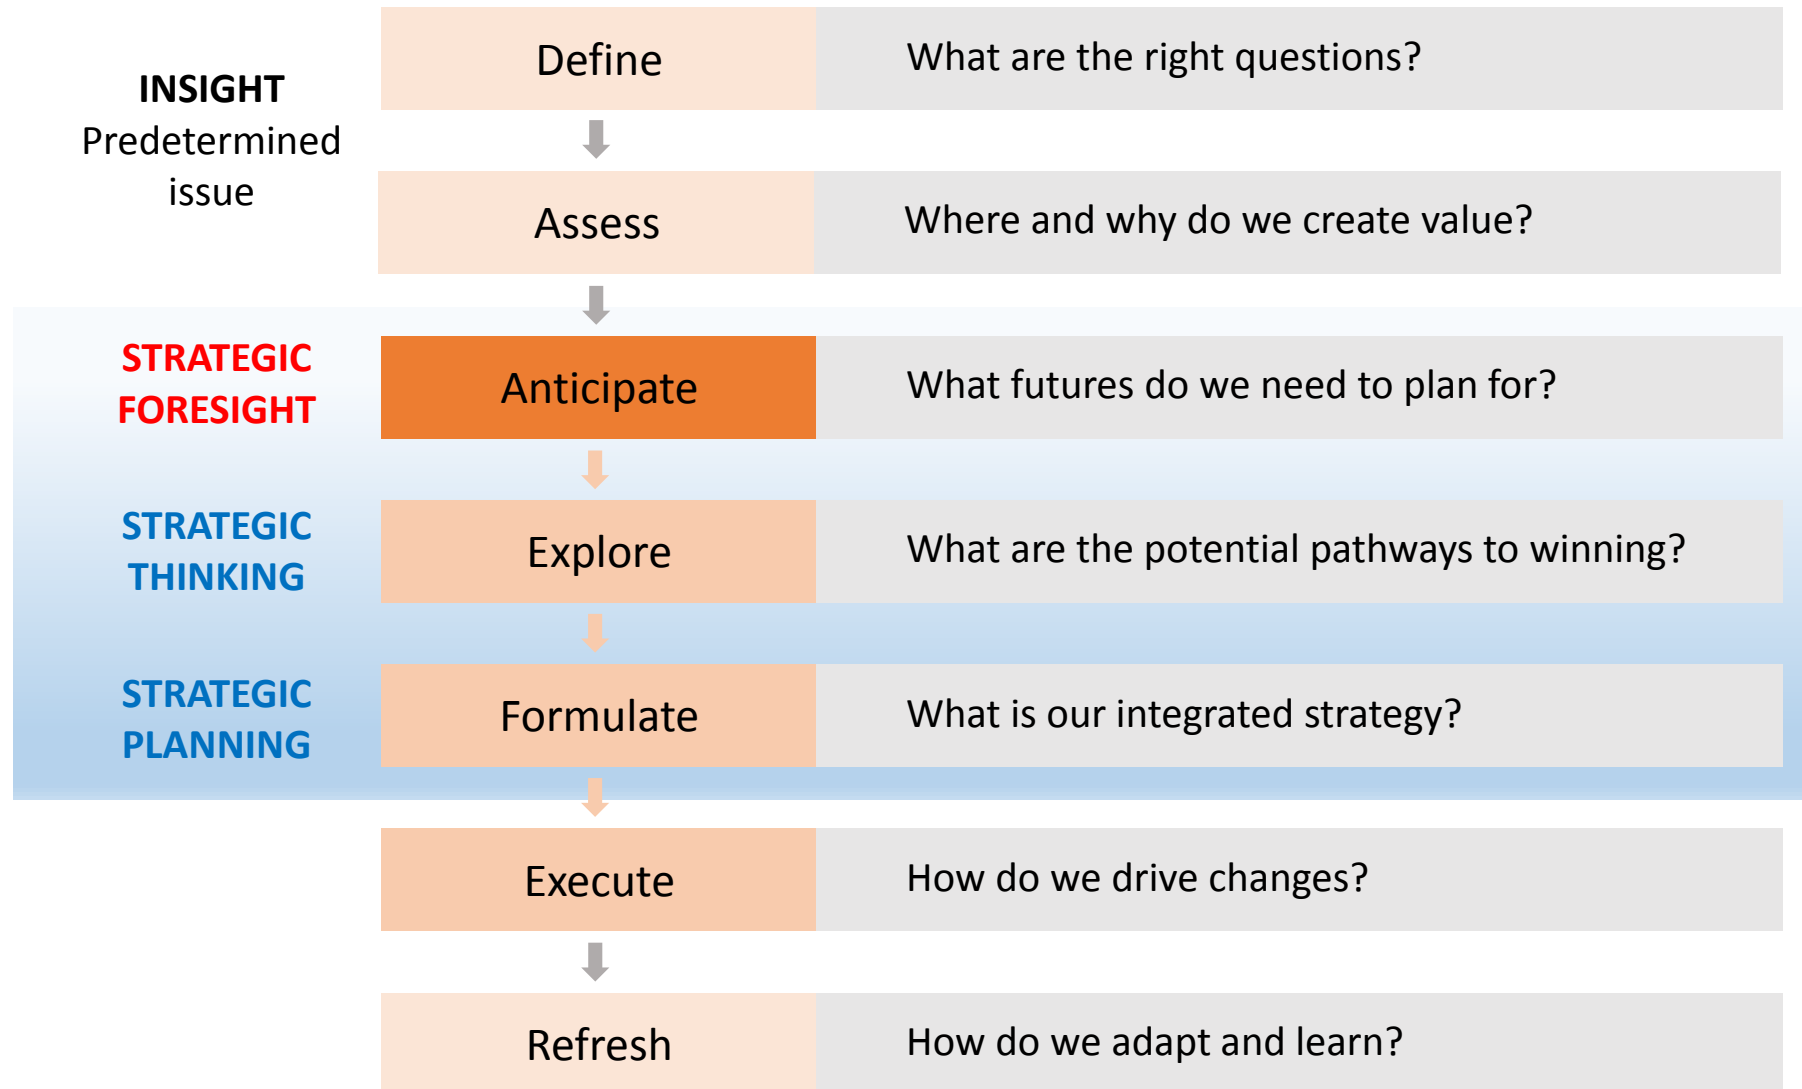 Define
What are the right questions?
INSIGHT
Predetermined
issue
Assess
Where and why do we create value?
STRATEGIC
FORESIGHT
Anticipate
What futures do we need to plan for?
STRATEGIC
THINKING
Explore
What are the potential pathways to winning?
STRATEGIC
PLANNING
Formulate
What is our integrated strategy?
Execute
How do we drive changes?
Refresh
How do we adapt and learn?